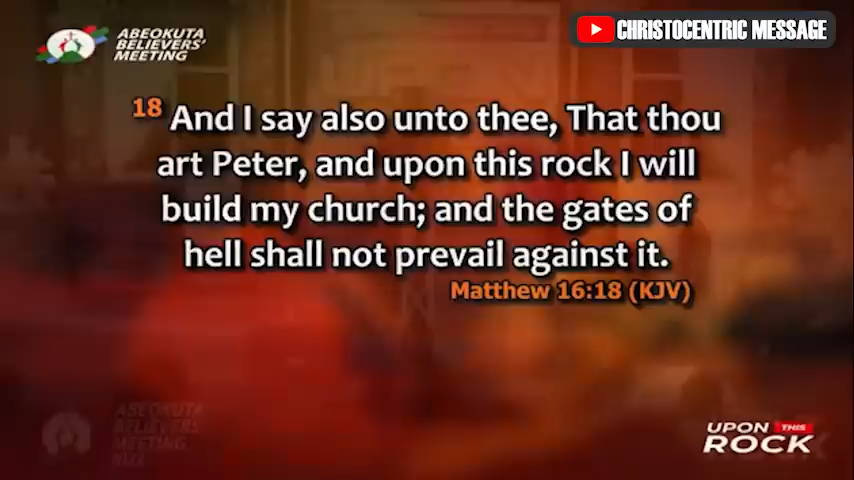 ABEOKUTA
BELIEVERS'
MEETING
CHRISTOCENTRIC MESSAGE
18 And I say also unto thee, That thou
art Peter, and upon this rock I will
build my church; and the gates of
hell shall not prevail against it.
Matthew 16:18 (KJV)
ABEOKUTA
BELIEVERS'
MEETING
UPON THIS
ROCK